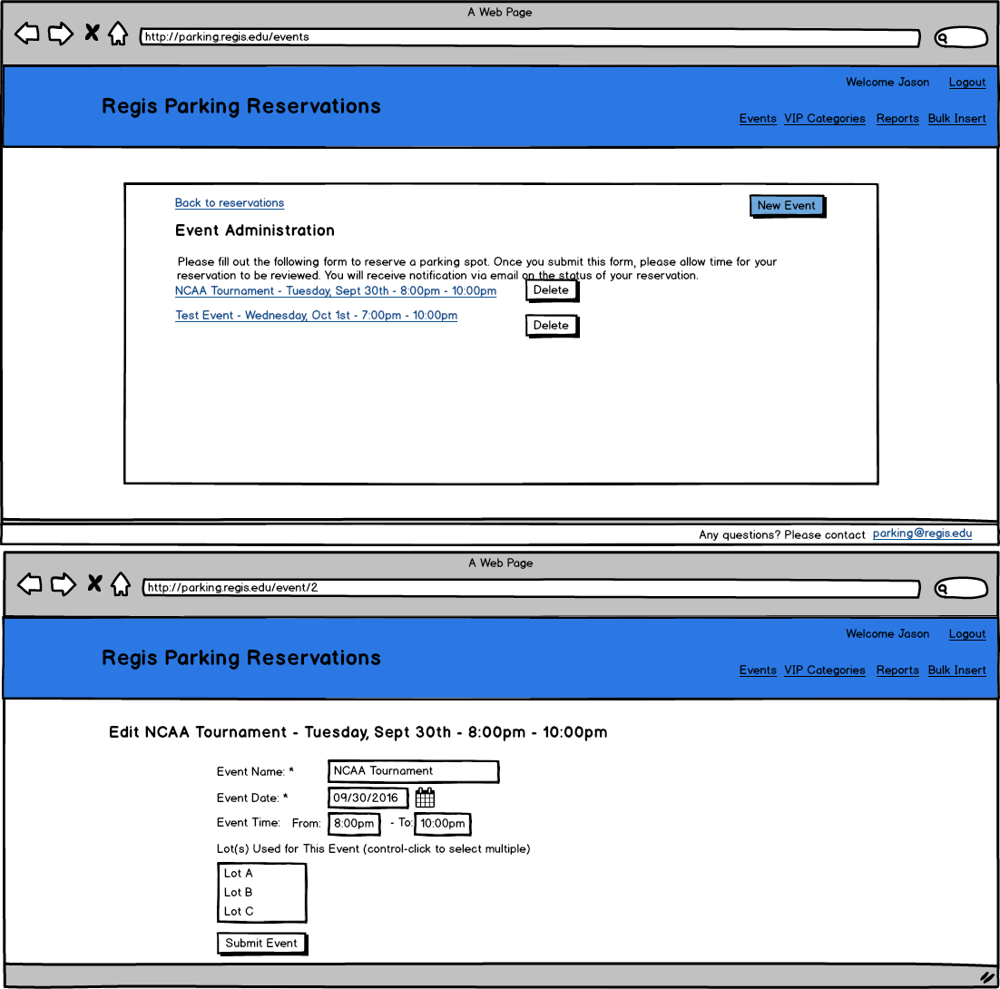 A Web Page
http://parking.regis.edu/events
Welcome Jason Logout
Regis Parking Reservations
Events VIP Categories Reports Bulk Insert
Back to reservations New Event
Event Administration
Please fill out the following form to reserve a parking spot. Once you submit this form, please allow time for your
reservation to be reviewed. You will receive notification via email on the status of your reservation.
NCAA Tournament - Tuesday, Sept 30th - 8:00pm - 10:00pm Delete
Test Event - Wednesday, Oct 1st - 7:00pm - 10:00pm Delete
Any questions? Please contact parking@regis.edu
A Web Page
http://parking.regis.edu/event/2
Welcome Jason Logout
Regis Parking Reservations
Events VIP Categories Reports Bulk Insert
Edit NCAA Tournament - Tuesday, Sept 30th - 8:00pm - 10:00pm
Event Name: * NCAA Tournament
Event Date: * 09/30/2016
Event Time: From: 8:00pm - To: 10:00pm
Lot(s) Used for This Event (control-click to select multiple)
Lot A
Lot B
Lot C
Submit Event